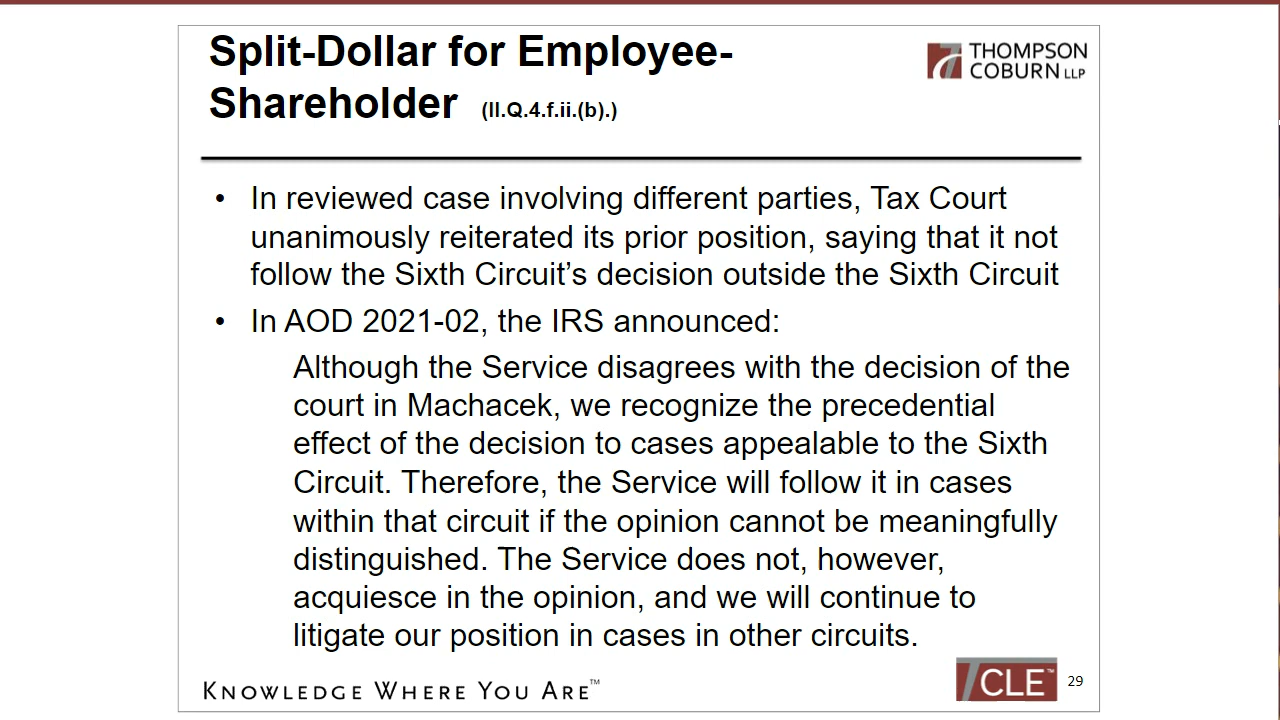 Split-Dollar for Employee-
Shareholder (II.Q.4.f.ii.(b).)
THOMPSON
COBURN LLP
• In reviewed case involving different parties, Tax Court
unanimously reiterated its prior position, saying that it not
follow the Sixth Circuit’s decision outside the Sixth Circuit
• In AOD 2021-02, the IRS announced:
Although the Service disagrees with the decision of the
court in Machacek, we recognize the precedential
effect of the decision to cases appealable to the Sixth
Circuit. Therefore, the Service will follow it in cases
within that circuit if the opinion cannot be meaningfully
distinguished. The Service does not, however,
acquiesce in the opinion, and we will continue to
litigate our position in cases in other circuits.
KNOWLEDGE WHERE YOU ARE™
CLE™
29